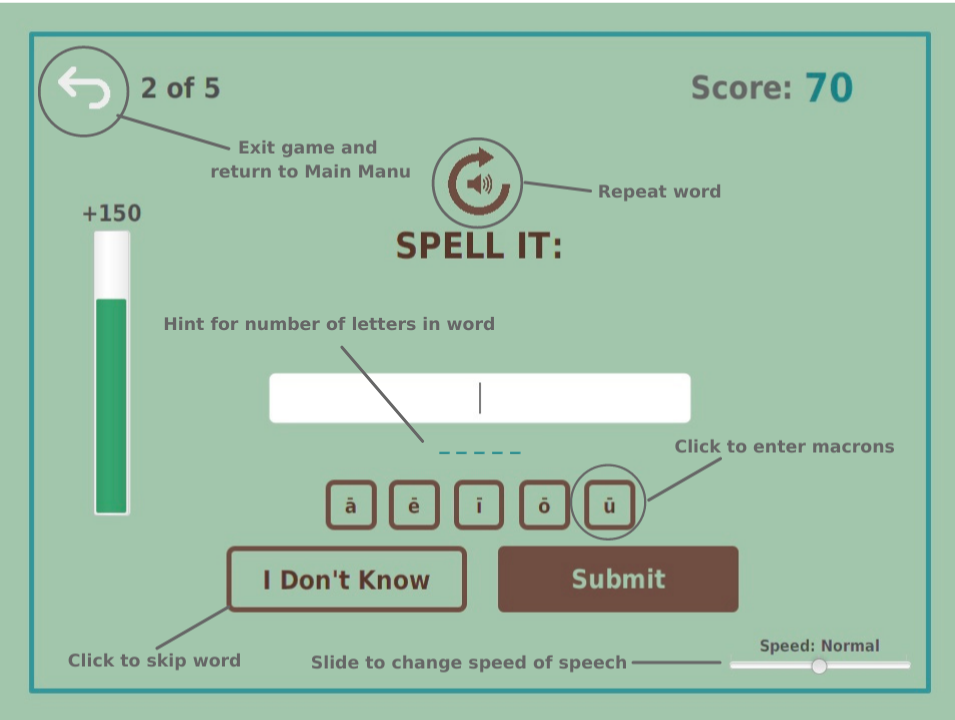 2 of 5
Score: 70
Exit game and
return to Main Manu
Repeat word
+150
SPELL IT:
Hint for number of letters in word
_ _ _ _ _
Click to enter macrons
ā ē ī ō ū
I Don't Know
Submit
Click to skip word
Slide to change speed of speech
Speed: Normal